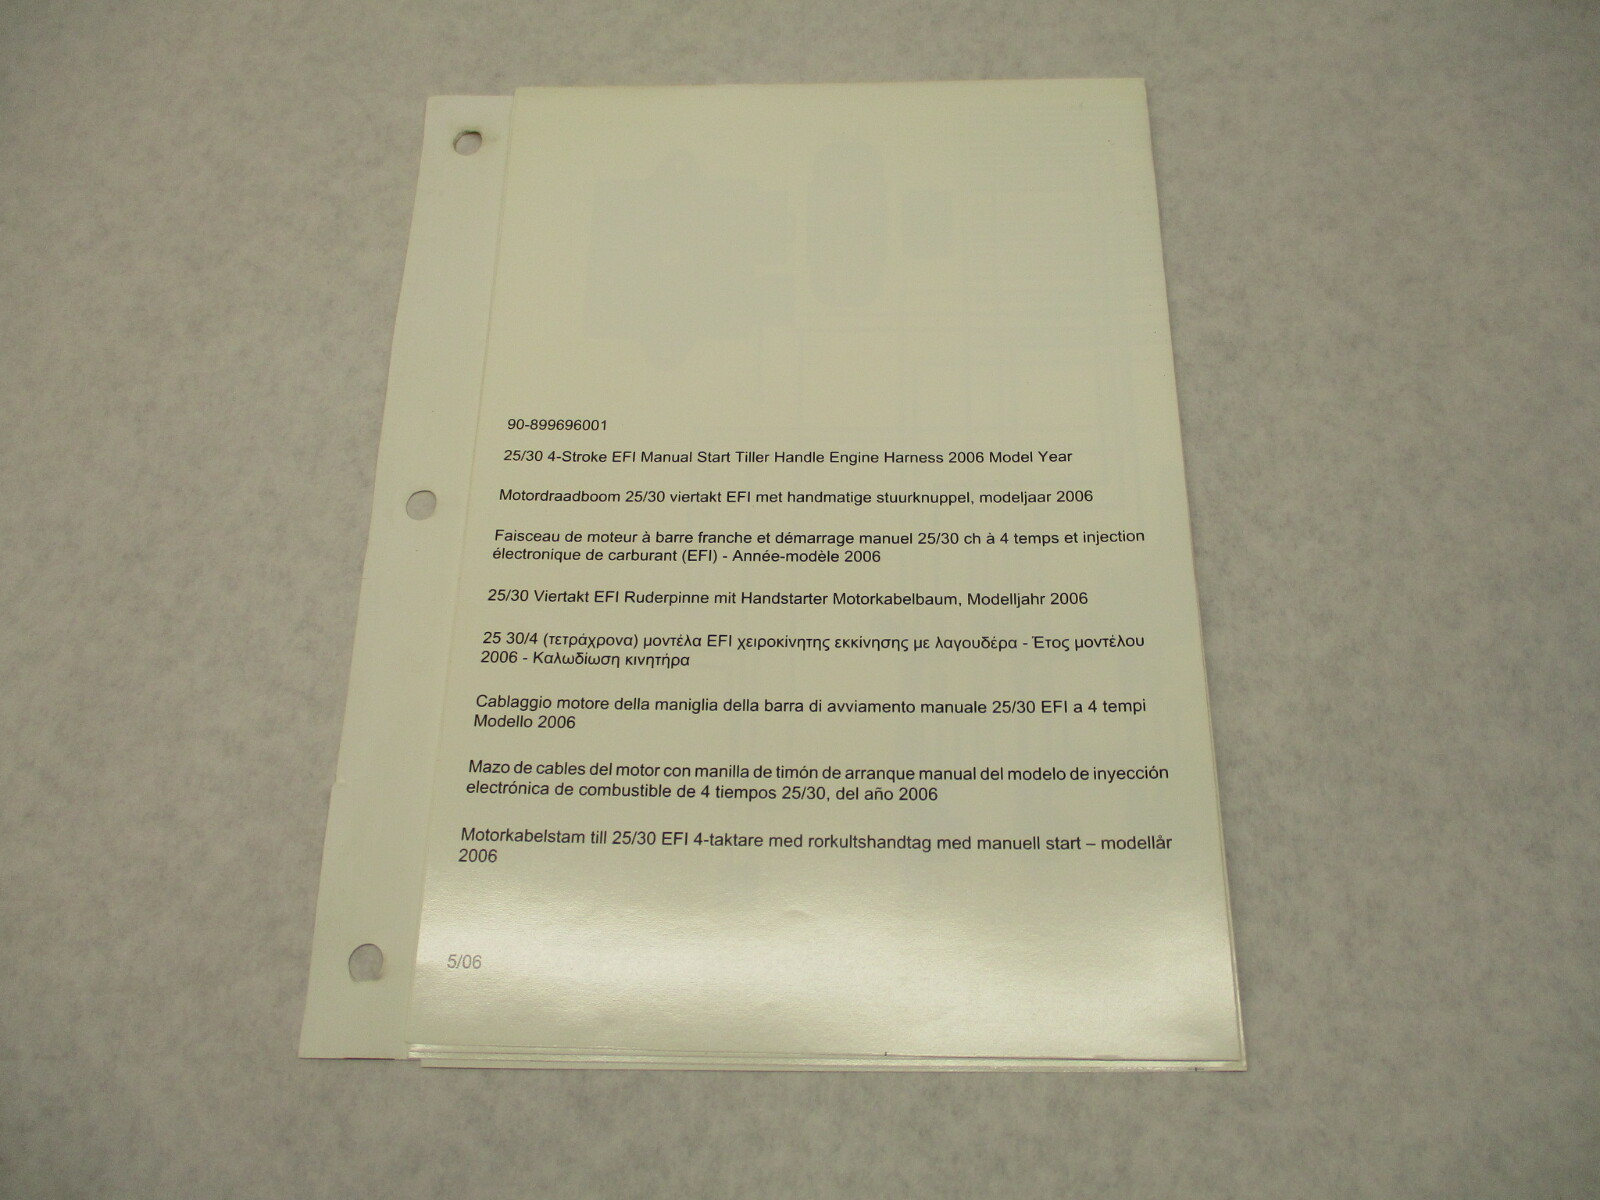 90-899696001
25/30 4-Stroke EFI Manual Start Tiller Handle Engine Harness 2006 Model Year
Motordraadboom 25/30 viertakt EFI met handmatige stuurknuppel, modeljaar 2006
Faisceau de moteur à barre franche et démarrage manuel 25/30 ch à 4 temps et injection
électronique de carburant (EFI) - Année-modèle 2006
25/30 Viertakt EFI Ruderpinne mit Handstarter Motorkabelbaum, Modelljahr 2006
25 30/4 (τετράχρονα) μοντέλα EFI χειροκίνητης εκκίνησης με λαγουδέρα - Έτος μοντέλου
2006 - Καλωδίωση κινητήρα
Cablaggio motore della maniglia della barra di avviamento manuale 25/30 EFI a 4 tempi
Modello 2006
Mazo de cables del motor con manilla de timón de arranque manual del modelo de inyección
electrónica de combustible de 4 tiempos 25/30, del año 2006
Motorkabelstam till 25/30 EFI 4-taktare med rorkultshandtag med manuell start – modellår
2006
5/06